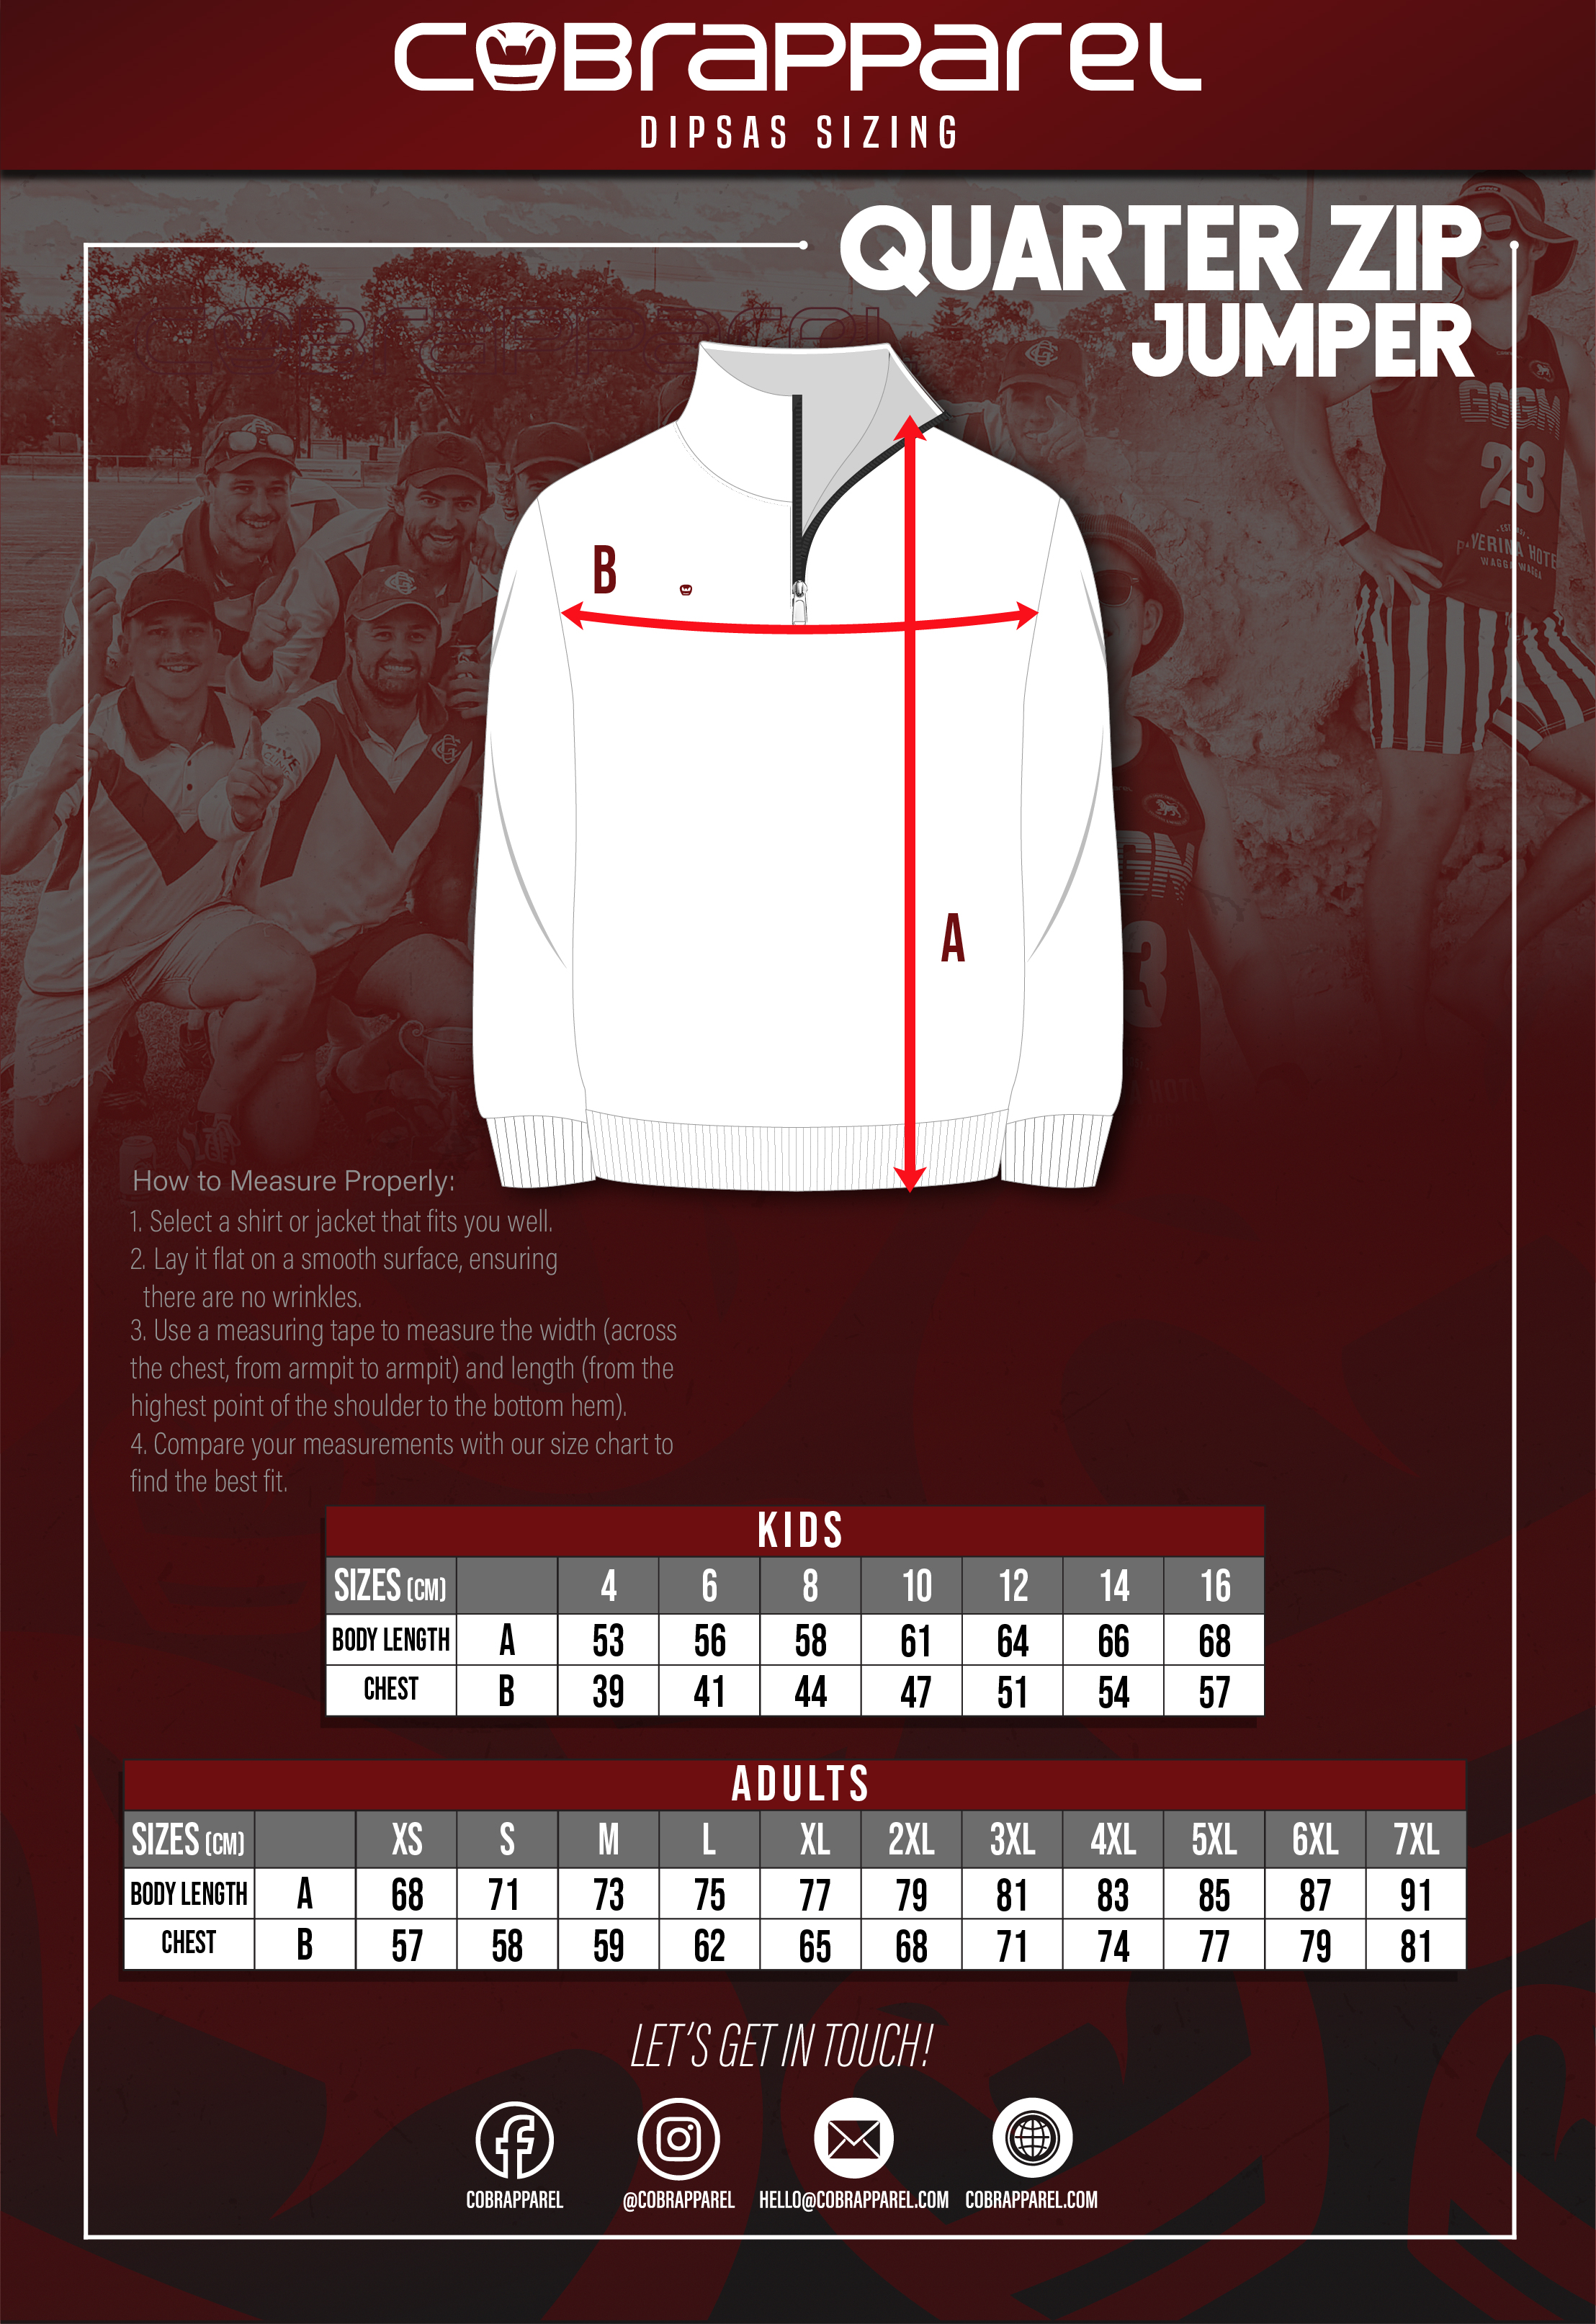 COBRAPPAREL
DIPSAS SIZING
QUARTER ZIP
JUMPER
GGGM
23
WAGGA WAGGA
B
A
How to Measure Properly:
1. Select a shirt or jacket that fits you well.
2. Lay it flat on a smooth surface, ensuring
there are no wrinkles.
3. Use a measuring tape to measure the width (across
the chest, from armpit to armpit) and length (from the
highest point of the shoulder to the bottom hem).
4. Compare your measurements with our size chart to
find the best fit.
KIDS
SIZES (CM) 4 6 8 10 12 14 16
BODY LENGTH A 53 56 58 61 64 66 68
CHEST B 39 41 44 47 51 54 57
ADULTS
SIZES (CM) XS S M L XL 2XL 3XL 4XL 5XL 6XL 7XL
BODY LENGTH A 68 71 73 75 77 79 81 83 85 87 91
CHEST B 57 58 59 62 65 68 71 74 77 79 81
LET'S GET IN TOUCH!
COBRAPPAREL @COBRAPPAREL HELLO@COBRAPPAREL.COM COBRAPPAREL.COM